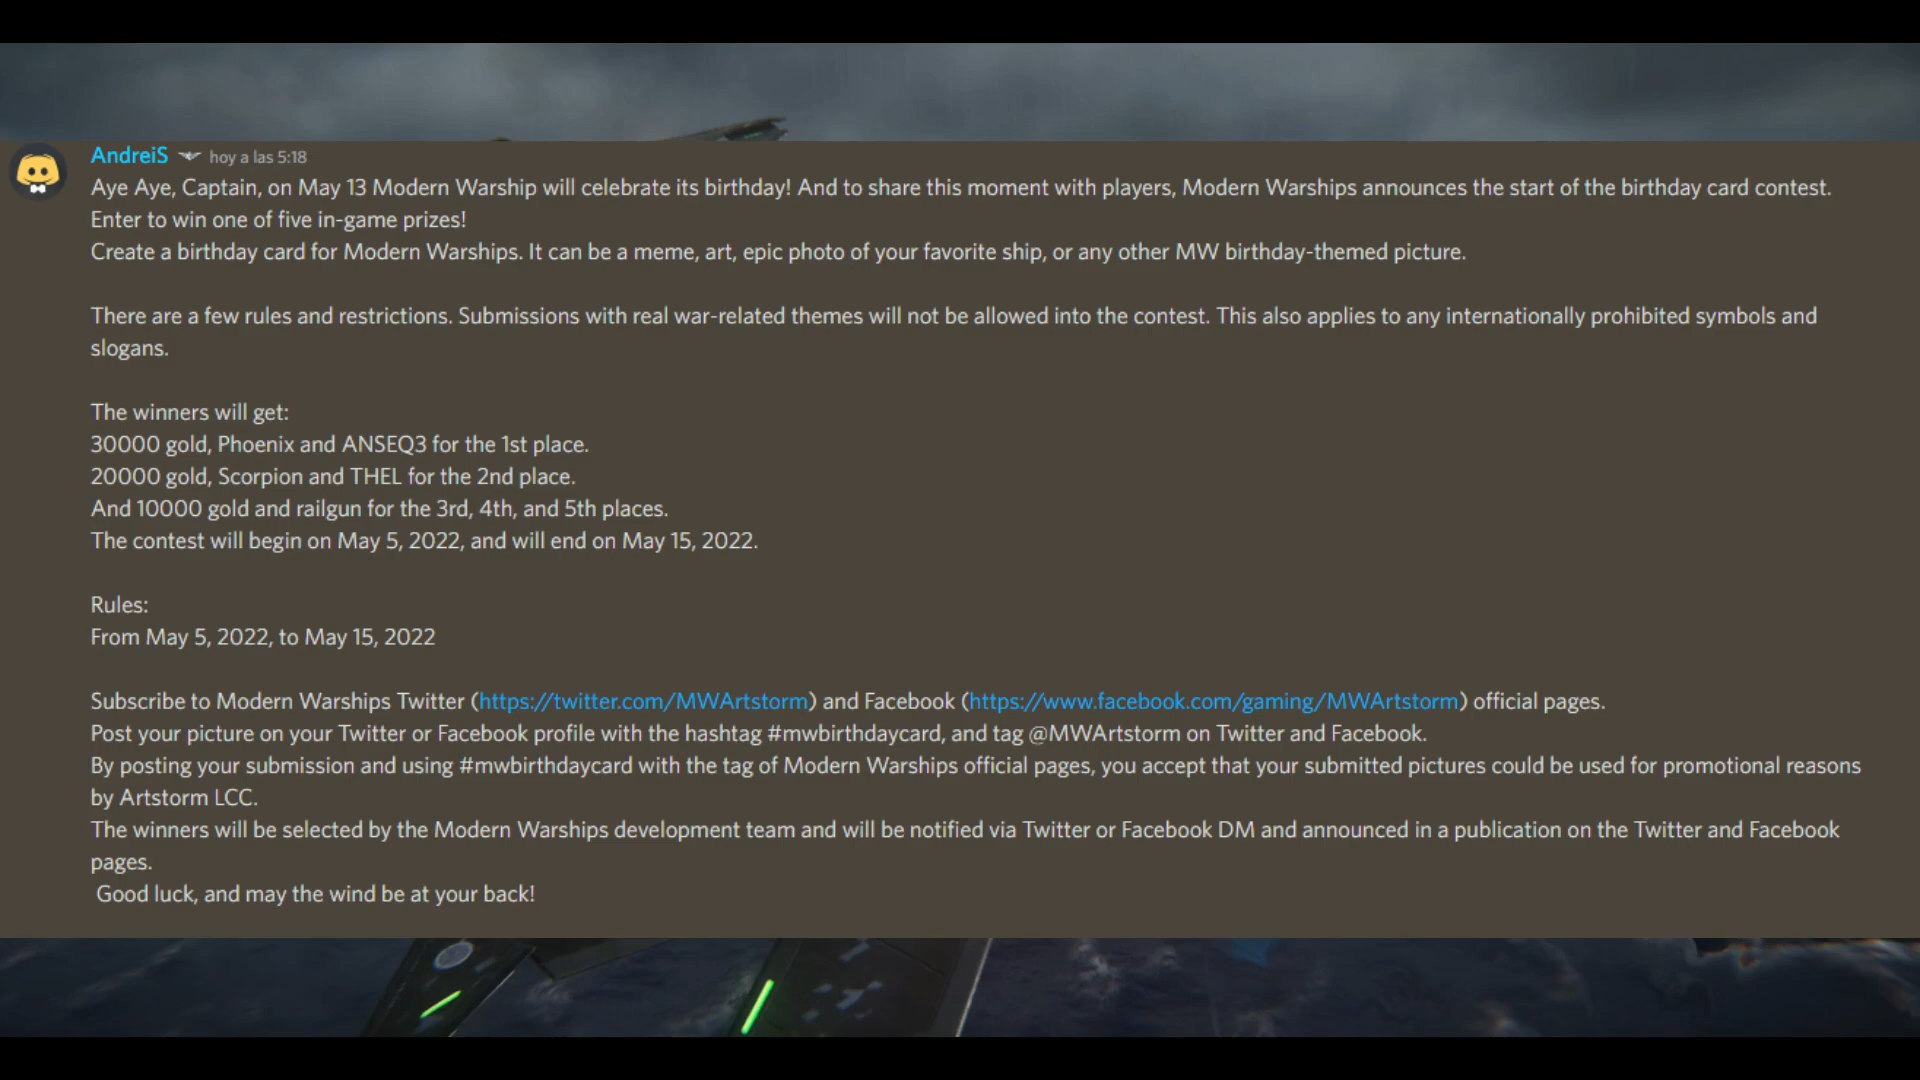 AndreiS hoy a las 5:18
Aye Aye, Captain, on May 13 Modern Warship will celebrate its birthday! And to share this moment with players, Modern Warships announces the start of the birthday card contest.
Enter to win one of five in-game prizes!
Create a birthday card for Modern Warships. It can be a meme, art, epic photo of your favorite ship, or any other MW birthday-themed picture.
There are a few rules and restrictions. Submissions with real war-related themes will not be allowed into the contest. This also applies to any internationally prohibited symbols and
slogans.
The winners will get:
30000 gold, Phoenix and ANSEQ3 for the 1st place.
20000 gold, Scorpion and THEL for the 2nd place.
And 10000 gold and railgun for the 3rd, 4th, and 5th places.
The contest will begin on May 5, 2022, and will end on May 15, 2022.
Rules:
From May 5, 2022, to May 15, 2022
Subscribe to Modern Warships Twitter (https://twitter.com/MWArtstorm) and Facebook (https://www.facebook.com/gaming/MWArtstorm) official pages.
Post your picture on your Twitter or Facebook profile with the hashtag #mwbirthdaycard, and tag @MWArtstorm on Twitter and Facebook.
By posting your submission and using #mwbirthdaycard with the tag of Modern Warships official pages, you accept that your submitted pictures could be used for promotional reasons
by Artstorm LCC.
The winners will be selected by the Modern Warships development team and will be notified via Twitter or Facebook DM and announced in a publication on the Twitter and Facebook
pages.
Good luck, and may the wind be at your back!